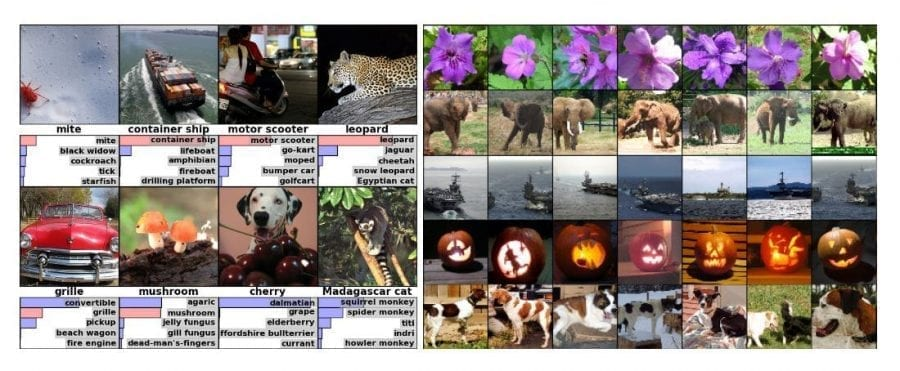 mite
container ship
motor scooter
leopard
mite
black widow
cockroach
tick
starfish
container ship
lifeboat
amphibian
fireboat
drilling platform
motor scooter
go-kart
moped
bumper car
golfcart
leopard
jaguar
cheetah
snow leopard
Egyptian cat
grille
mushroom
cherry
Madagascar cat
convertible
grille
pickup
beach wagon
fire engine
agaric
mushroom
jelly fungus
gill fungus
dead-man's-fingers
dalmatian
grape
elderberry
ffordshire bullterrier
currant
squirrel monkey
spider monkey
titi
indri
howler monkey